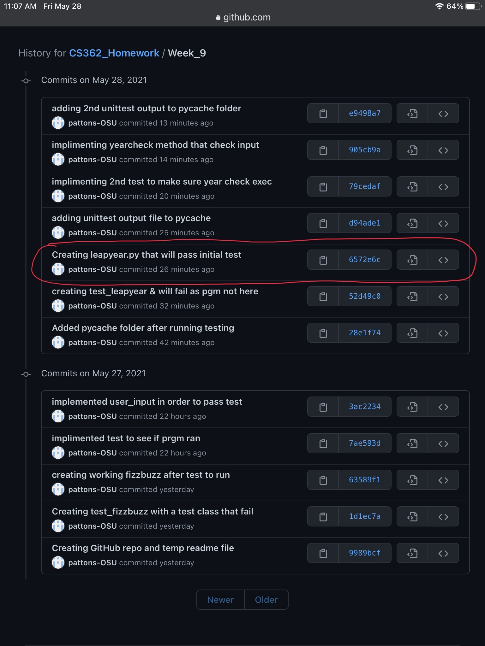 11:07 AM Fri May 28 64%
github.com
History for CS362_Homework / Week_9
Commits on May 28, 2021
adding 2nd unittest output to pycache folder
pattons-OSU committed 13 minutes ago
e9498a7
implimenting yearcheck method that check input
pattons-OSU committed 14 minutes ago
905cb9a
implimenting 2nd test to make sure year check exec
pattons-OSU committed 20 minutes ago
79cedaf
adding unittest output file to pycache
pattons-OSU committed 25 minutes ago
d94ade1
Creating leapyear.py that will pass initial test
pattons-OSU committed 26 minutes ago
6572e6c
creating test_leapyear & will fail as pgm not here
pattons-OSU committed 32 minutes ago
52d49c0
Added pycache folder after running testing
pattons-OSU committed 42 minutes ago
28e1f74
Commits on May 27, 2021
implemented user_input in order to pass test
pattons-OSU committed 22 hours ago
3ac2234
implimented test to see if prgm ran
pattons-OSU committed 22 hours ago
7ae593d
creating working fizzbuzz after test to run
pattons-OSU committed yesterday
63589f1
Creating test_fizzbuzz with a test class that fail
pattons-OSU committed yesterday
1d1ec7a
Creating GitHub repo and temp readme file
pattons-OSU committed yesterday
9989bcf
Newer Older